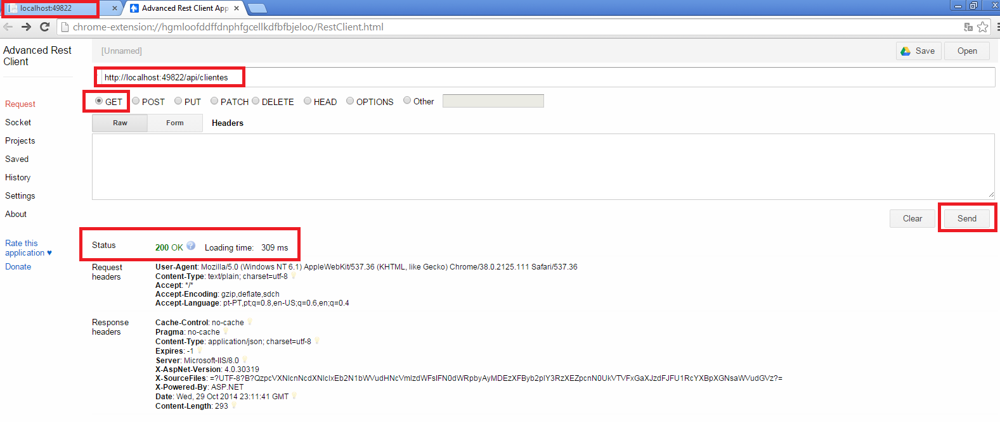 localhost:49822
Advanced Rest Client App
chrome-extension://hgmloofddffdnphfgcellkdfbfbjeloo/RestClient.html
Advanced Rest
Client
[Unnamed]
Save
Open
http://localhost:49822/api/clientes
Request
GET POST PUT PATCH DELETE HEAD OPTIONS Other
Socket
Raw Form Headers
Projects
Saved
History
Settings
About
Clear Send
Rate this
application ♥
Donate
Status 200 OK Loading time: 309 ms
Request
headers
User-Agent: Mozilla/5.0 (Windows NT 6.1) AppleWebKit/537.36 (KHTML, like Gecko) Chrome/38.0.2125.111 Safari/537.36
Content-Type: text/plain; charset=utf-8
Accept: */*
Accept-Encoding: gzip,deflate,sdch
Accept-Language: pt-PT,pt;q=0.8,en-US;q=0.6,en;q=0.4
Response
headers
Cache-Control: no-cache
Pragma: no-cache
Content-Type: application/json; charset=utf-8
Expires: -1
Server: Microsoft-IIS/8.0
X-AspNet-Version: 4.0.30319
X-SourceFiles:
X-Powered-By: ASP.NET
Date: Wed, 29 Oct 2014 23:11:41 GMT
Content-Length: 293